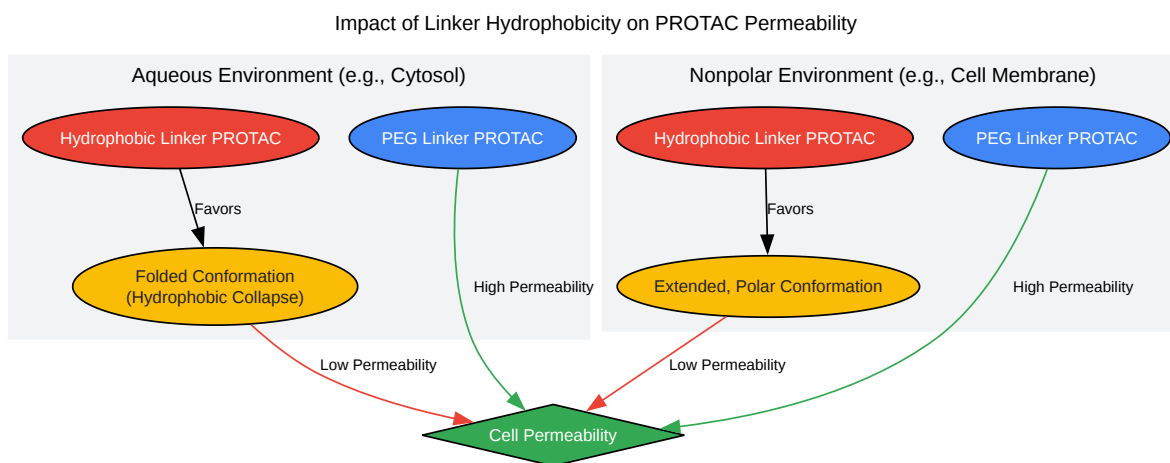 Impact of Linker Hydrophobicity on PROTAC Permeability
Aqueous Environment (e.g., Cytosol)
Hydrophobic Linker PROTAC
PEG Linker PROTAC
Favors
Folded Conformation
(Hydrophobic Collapse)
High Permeability
Low Permeability
Nonpolar Environment (e.g., Cell Membrane)
Hydrophobic Linker PROTAC
PEG Linker PROTAC
Favors
Extended, Polar Conformation
High Permeability
Low Permeability
Cell Permeability